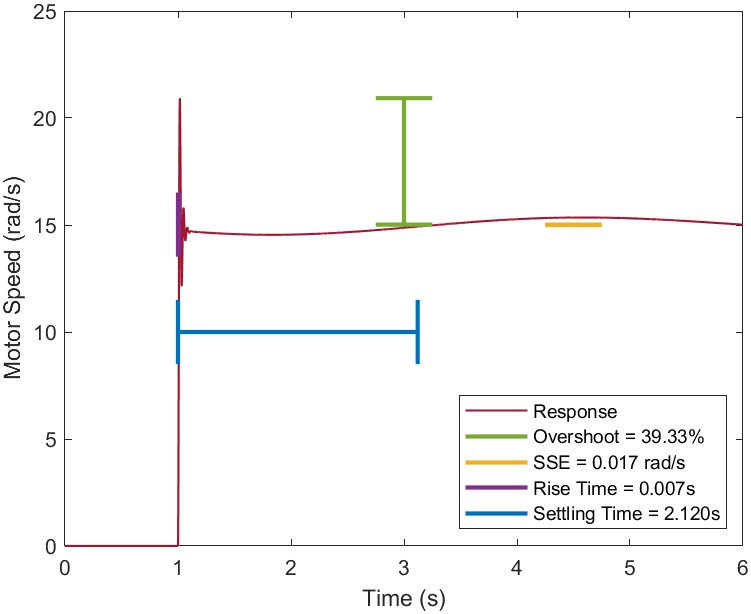 25
20
15
10
5
0
Motor Speed (rad/s)
Response
Overshoot = 39.33%
SSE = 0.017 rad/s
Rise Time = 0.007s
Settling Time = 2.120s
0 1 2 3 4 5 6
Time (s)